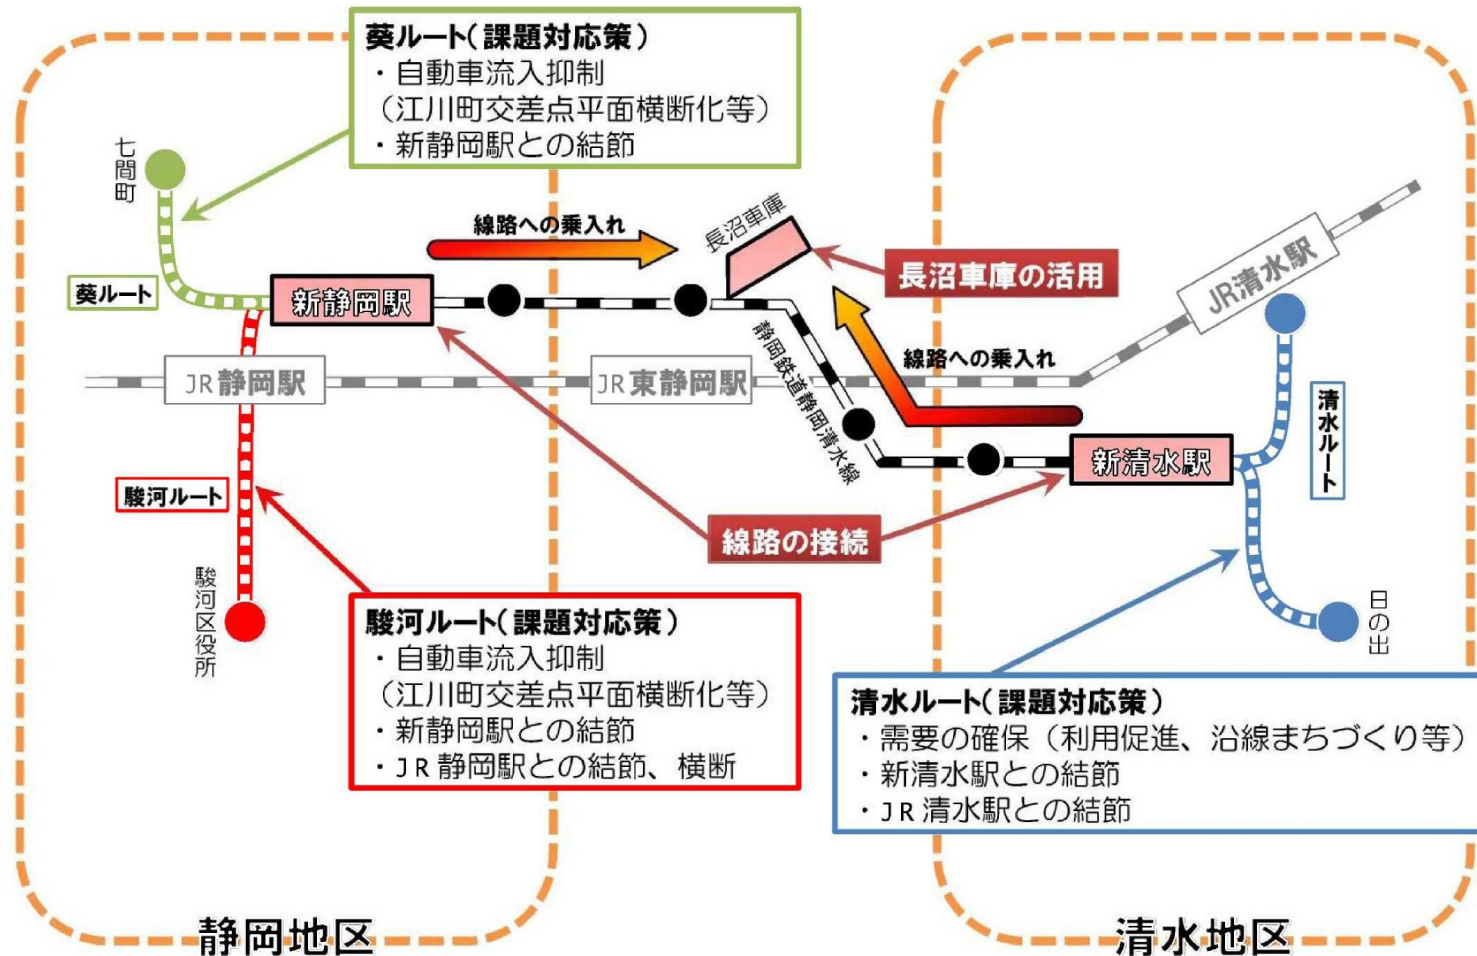 葵ルート(課題対応策)
・自動車流入抑制
(江川町交差点平面横断化等)
・新静岡駅との結節
七間町
葵ルート
新静岡駅
線路への乗入れ
長沼車庫
長沼車庫の活用
JR清水駅
JR静岡駅
JR東静岡駅
静岡鉄道静岡清水線
線路への乗入れ
清水ルート
新清水駅
駿河ルート
線路の接続
駿河区役所
日の出
駿河ルート(課題対応策)
・自動車流入抑制
(江川町交差点平面横断化等)
・新静岡駅との結節
・JR静岡駅との結節、横断
清水ルート(課題対応策)
・需要の確保(利用促進、沿線まちづくり等)
・新清水駅との結節
・JR清水駅との結節
静岡地区
清水地区